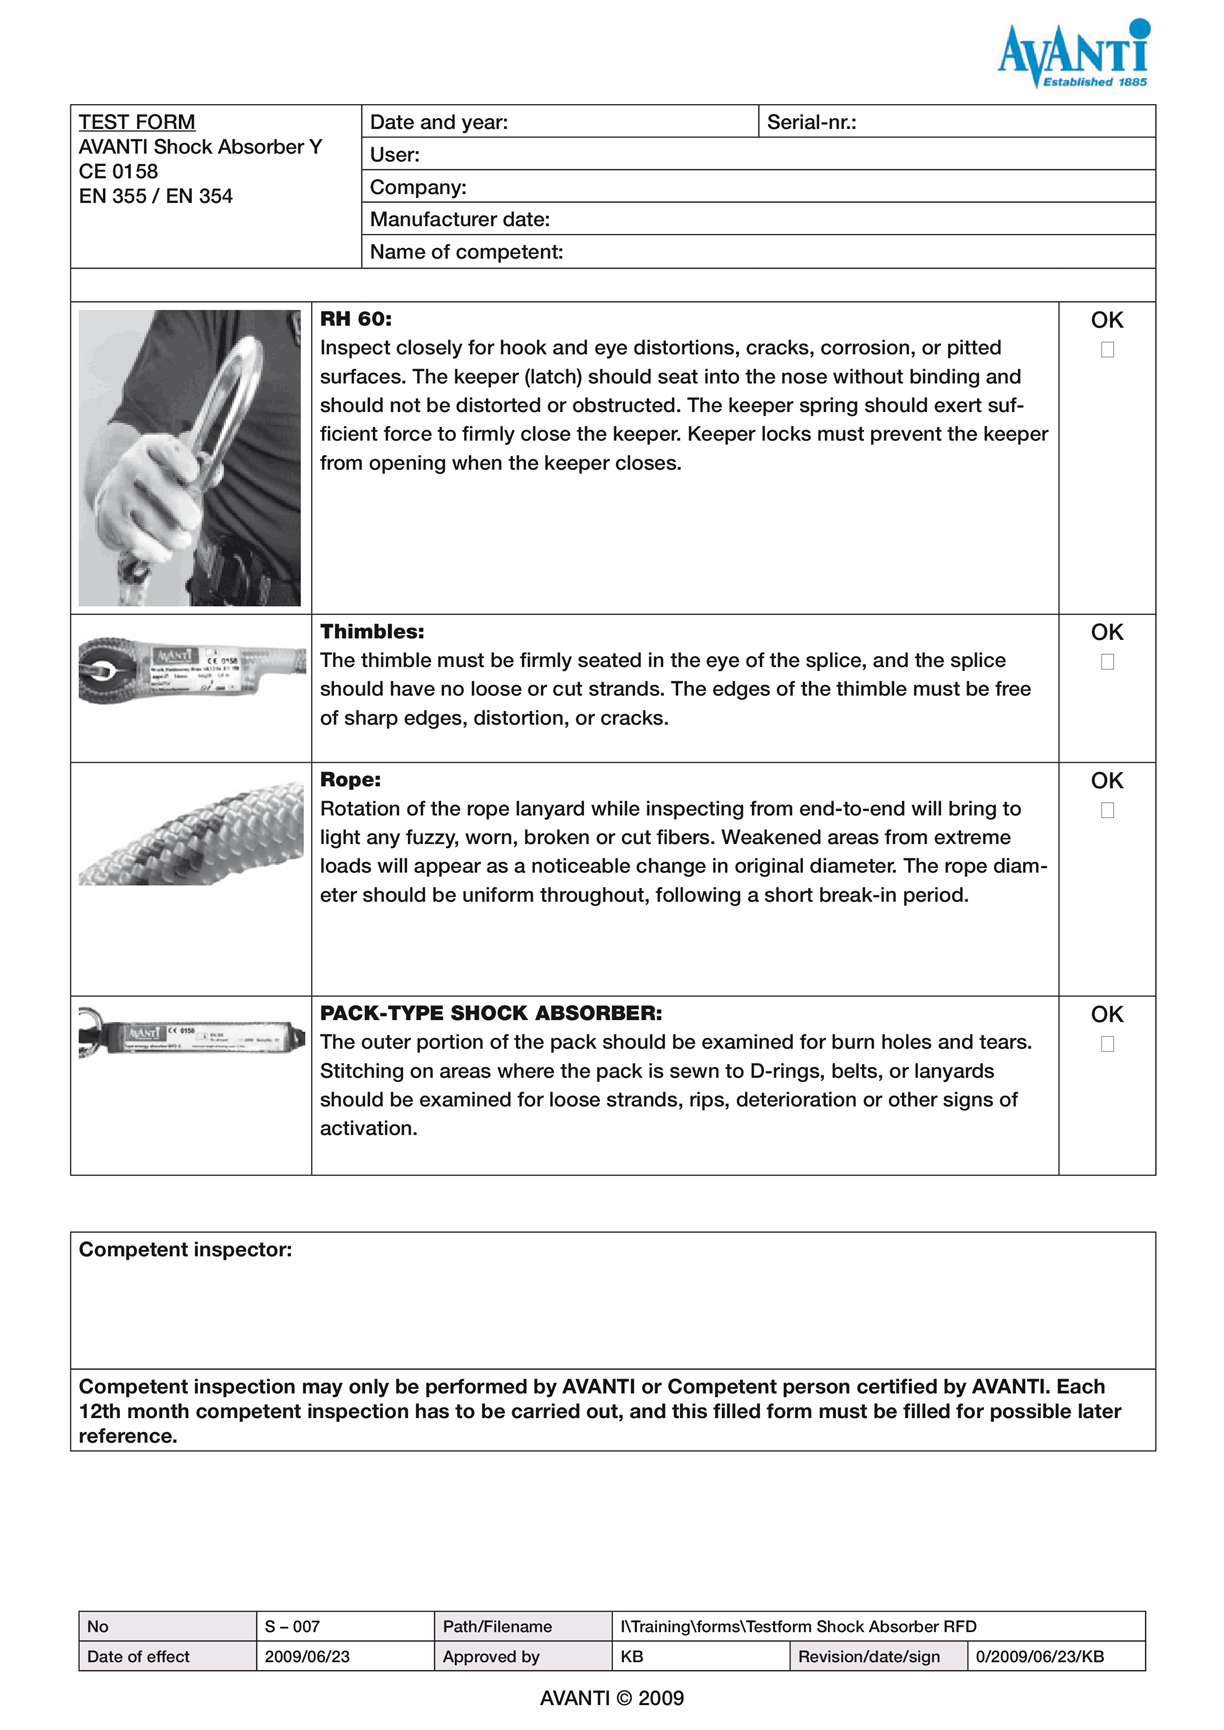 AVANTI
Established 1885
TEST FORM
AVANTI Shock Absorber Y
CE 0158
EN 355 / EN 354
Date and year:
Serial-nr.:
User:
Company:
Manufacturer date:
Name of competent:
RH 60:
Inspect closely for hook and eye distortions, cracks, corrosion, or pitted
surfaces. The keeper (latch) should seat into the nose without binding and
should not be distorted or obstructed. The keeper spring should exert suf-
ficient force to firmly close the keeper. Keeper locks must prevent the keeper
from opening when the keeper closes.
OK
AVANTI
CE 0158
Thimbles:
The thimble must be firmly seated in the eye of the splice, and the splice
should have no loose or cut strands. The edges of the thimble must be free
of sharp edges, distortion, or cracks.
OK
Rope:
Rotation of the rope lanyard while inspecting from end-to-end will bring to
light any fuzzy, worn, broken or cut fibers. Weakened areas from extreme
loads will appear as a noticeable change in original diameter. The rope diam-
eter should be uniform throughout, following a short break-in period.
OK
AVANTI
CE 0158
PACK-TYPE SHOCK ABSORBER:
The outer portion of the pack should be examined for burn holes and tears.
Stitching on areas where the pack is sewn to D-rings, belts, or lanyards
should be examined for loose strands, rips, deterioration or other signs of
activation.
OK
Competent inspector:
Competent inspection may only be performed by AVANTI or Competent person certified by AVANTI. Each
12th month competent inspection has to be carried out, and this filled form must be filled for possible later
reference.
No
S – 007
Path/Filename
I\Training\forms\Testform Shock Absorber RFD
Date of effect
2009/06/23
Approved by
KB
Revision/date/sign
0/2009/06/23/KB
AVANTI © 2009